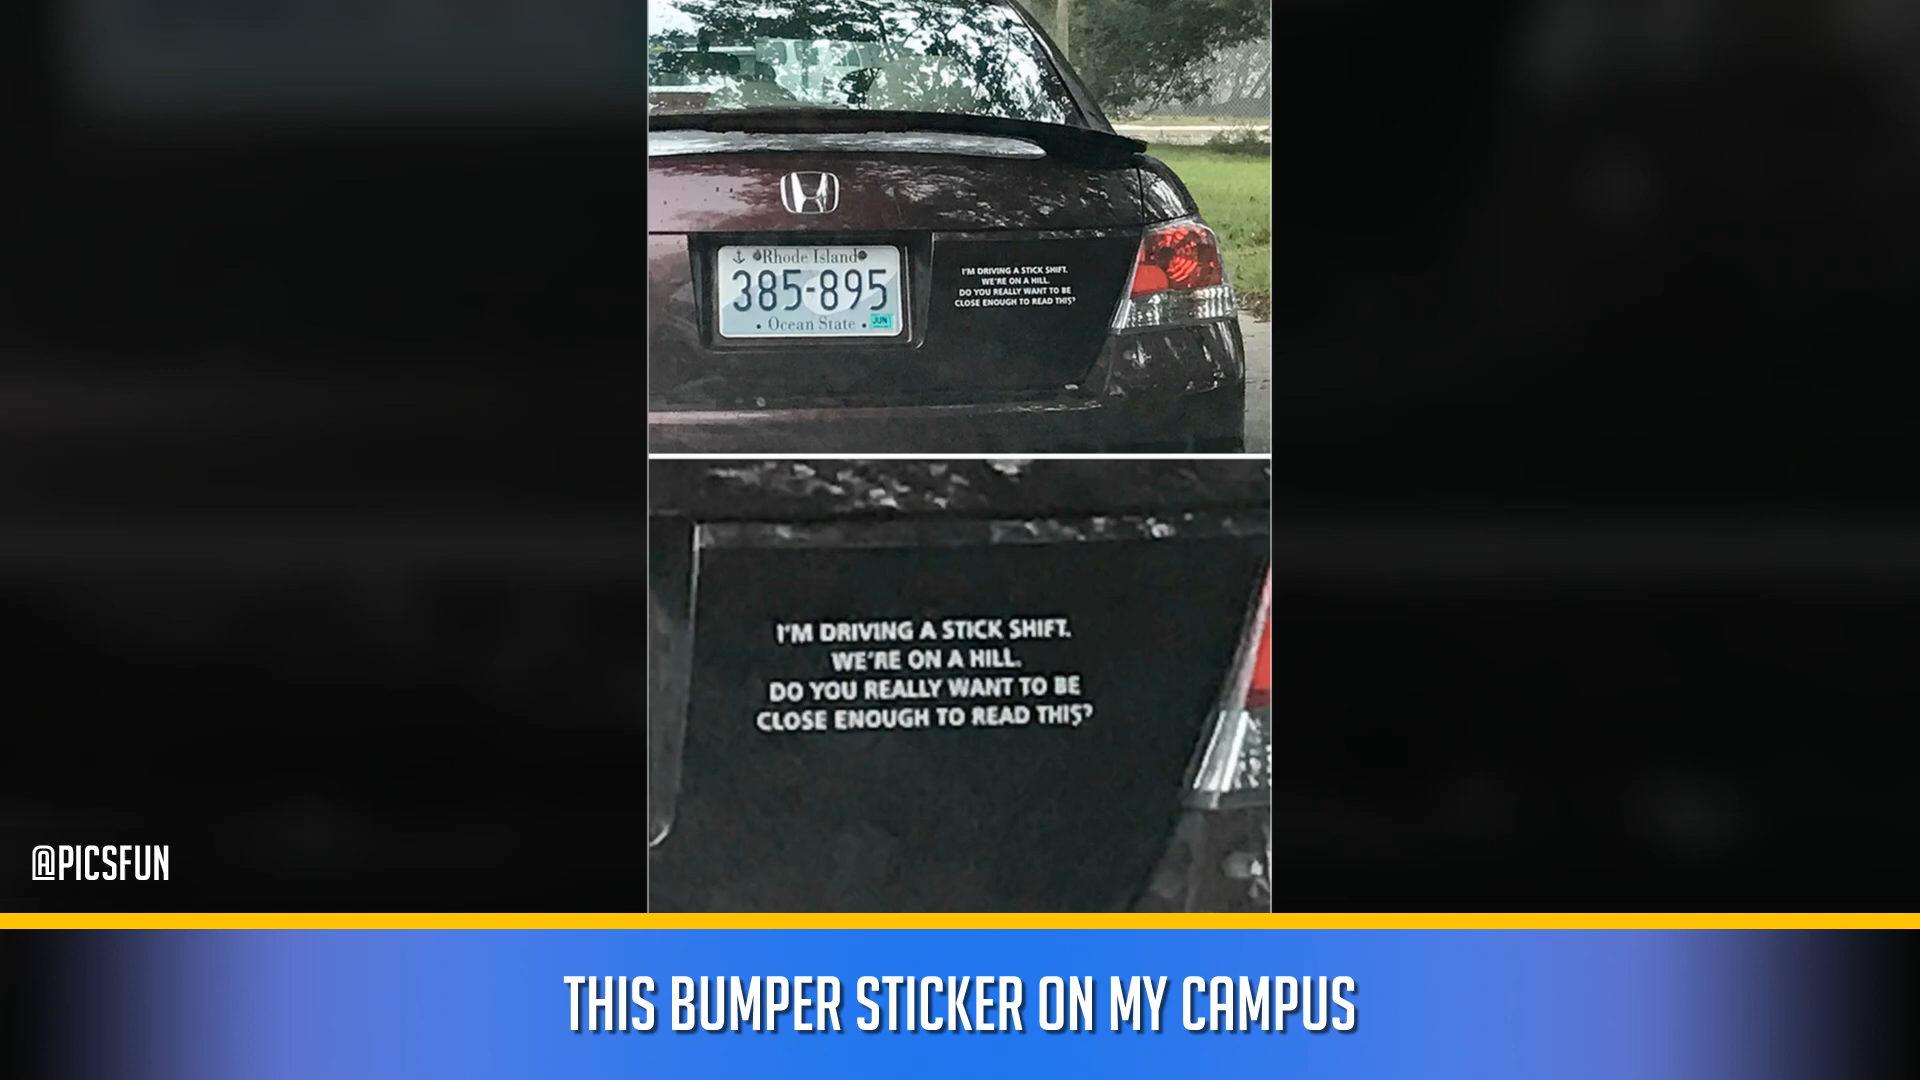 Rhode Island
385-895
Ocean State
JUN
I'M DRIVING A STICK SHIFT.
WE'RE ON A HILL.
DO YOU REALLY WANT TO BE
CLOSE ENOUGH TO READ THIS?
I'M DRIVING A STICK SHIFT.
WE'RE ON A HILL.
DO YOU REALLY WANT TO BE
CLOSE ENOUGH TO READ THIS?
@PICSFUN
THIS BUMPER STICKER ON MY CAMPUS